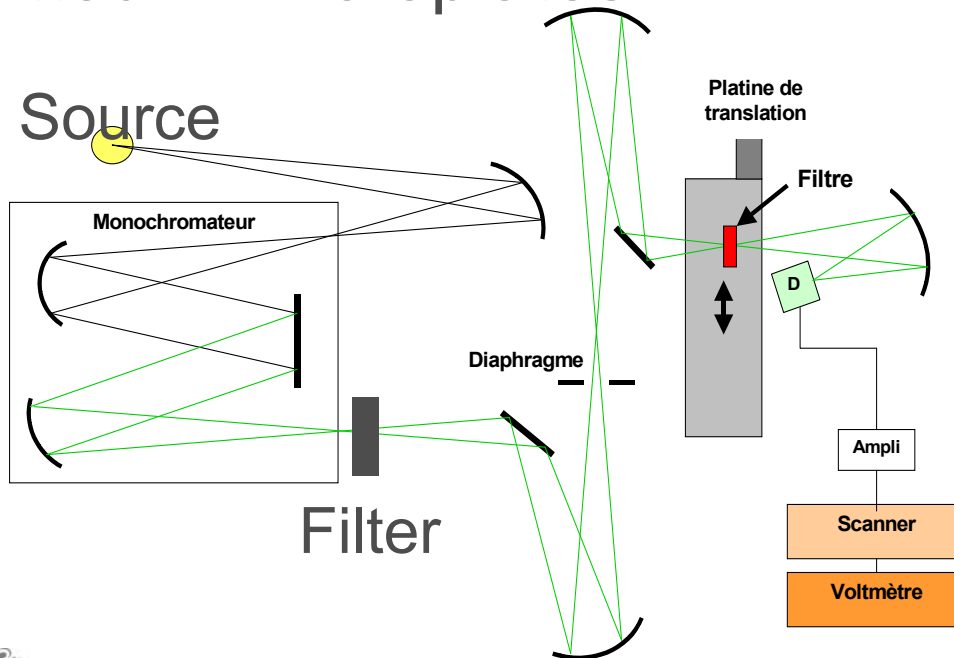 Source
Platine de
translation
Filtre
Monochromateur
D
Diaphragme
Ampli
Filter
Scanner
Voltmètre